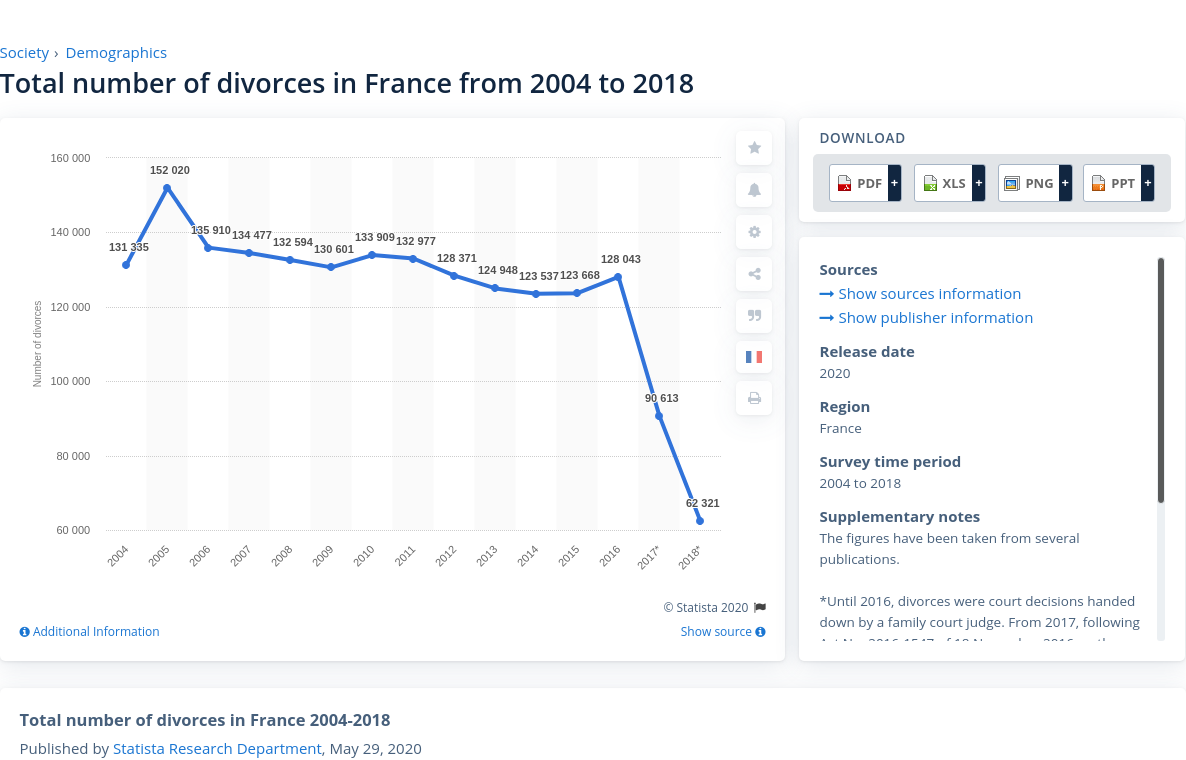 Society › Demographics
Total number of divorces in France from 2004 to 2018
160 000
140 000
120 000
100 000
80 000
60 000
Number of divorces
131 335
152 020
135 910
134 477
132 594
130 601
133 909
132 977
128 371
124 948
123 537
123 668
128 043
90 613
62 321
2004
2005
2006
2007
2008
2009
2010
2011
2012
2013
2014
2015
2016
2017*
2018*
© Statista 2020
Additional Information
Show source
DOWNLOAD
PDF +
XLS +
PNG +
PPT +
Sources
Show sources information
Show publisher information
Release date
2020
Region
France
Survey time period
2004 to 2018
Supplementary notes
The figures have been taken from several
publications.
*Until 2016, divorces were court decisions handed
down by a family court judge. From 2017, following
Total number of divorces in France 2004-2018
Published by Statista Research Department, May 29, 2020